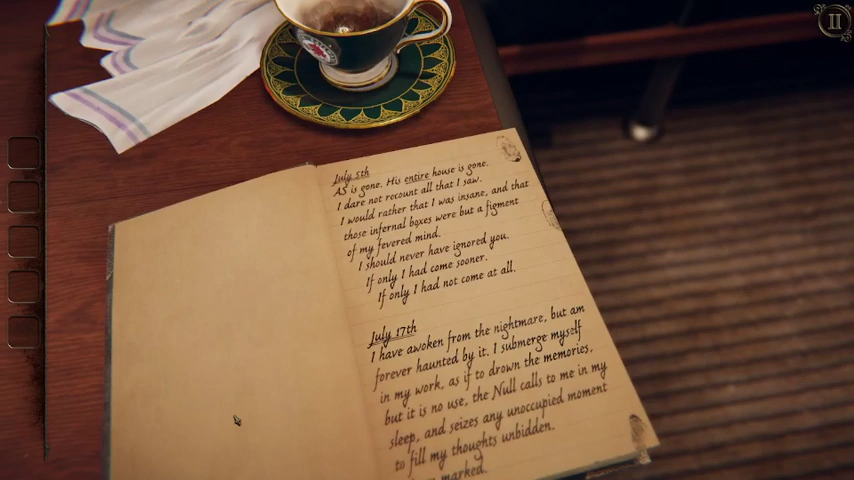 July 5th
AS is gone. His entire house is gone.
I dare not recount all that I saw.
I would rather that I was insane, and that
those infernal boxes were but a figment
of my fevered mind.
I should never have ignored you.
If only I had come sooner.
If only I had not come at all.
July 17th
I have awoken from the nightmare, but am
forever haunted by it. I submerge myself
in my work, as if to drown the memories,
but it is no use, the Null calls to me in my
sleep, and seizes any unoccupied moment
to fill my thoughts unbidden.
marked.